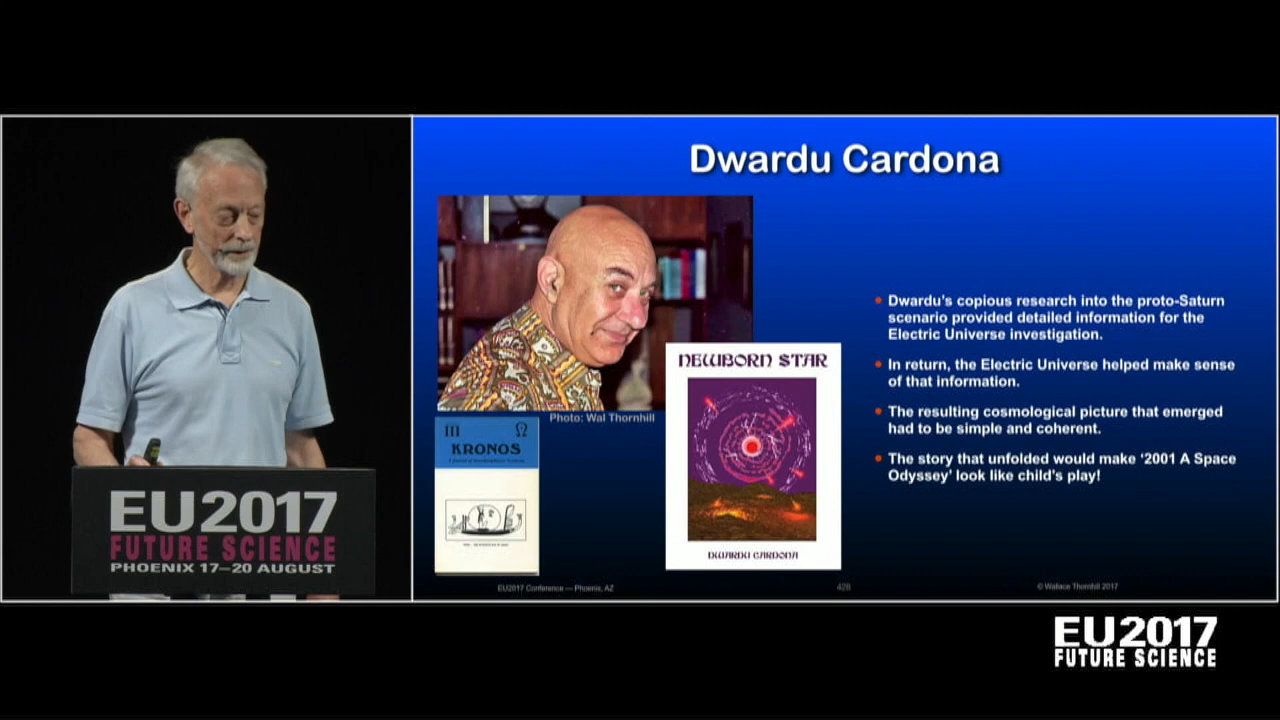 Dwardu Cardona
Dwardu's copious research into the proto-Saturn
scenario provided detailed information for the
Electric Universe investigation.
In return, the Electric Universe helped make sense
of that information.
The resulting cosmological picture that emerged
had to be simple and coherent.
The story that unfolded would make ‘2001 A Space
Odyssey’ look like child's play!
Photo: Wal Thornhill
III Ω
KRONOS
NEWBORN STAR
DWARDU CARDONA
EU2017 Conference — Phoenix, AZ
428
© Wallace Thornhill 2017
EU2017
FUTURE SCIENCE
PHOENIX 17–20 AUGUST
EU2017
FUTURE SCIENCE